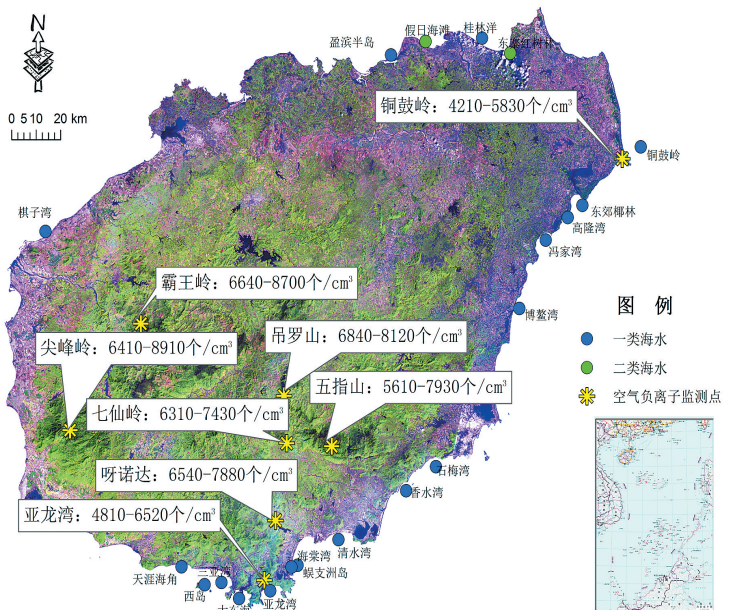 N
0 5 10 20 km
盈滨半岛
假日海滩
桂林洋
东寨红树林
铜鼓岭：4210-5830个/cm³
铜鼓岭
东郊椰林
高隆湾
冯家湾
棋子湾
霸王岭：6640-8700个/cm³
博鳌湾
尖峰岭：6410-8910个/cm³
吊罗山：6840-8120个/cm³
五指山：5610-7930个/cm³
七仙岭：6310-7430个/cm³
呀诺达：6540-7880个/cm³
亚龙湾：4810-6520个/cm³
石梅湾
香水湾
清水湾
海棠湾
蜈支洲岛
天涯海角
三亚湾
西岛
亚龙湾
图 例
一类海水
二类海水
空气负离子监测点